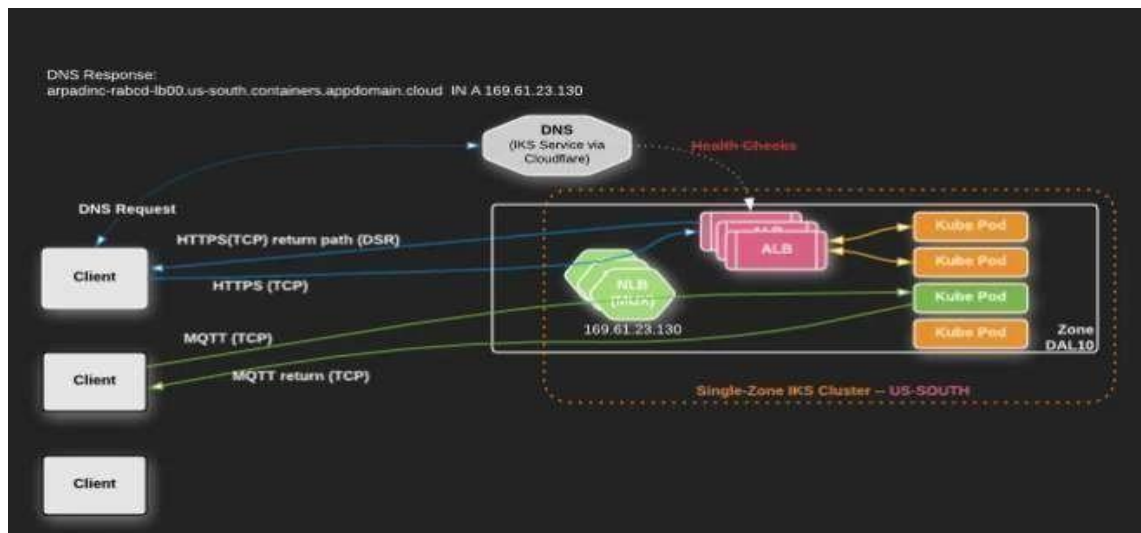 DNS Response:
arpadinc-rabcd-lb00.us-south.containers.appdomain.cloud IN A 169.61.23.130
DNS
(IKS Service via
Cloudflare)
Health Checks
DNS Request
HTTPS(TCP) return path (DSR)
Client
HTTPS (TCP)
ALB
ALB
Kube Pod
Kube Pod
NLB
(MUX)
Kube Pod
169.61.23.130
Kube Pod
Zone
DAL10
MQTT (TCP)
Client
MQTT return (TCP)
Single-Zone IKS Cluster -- US-SOUTH
Client